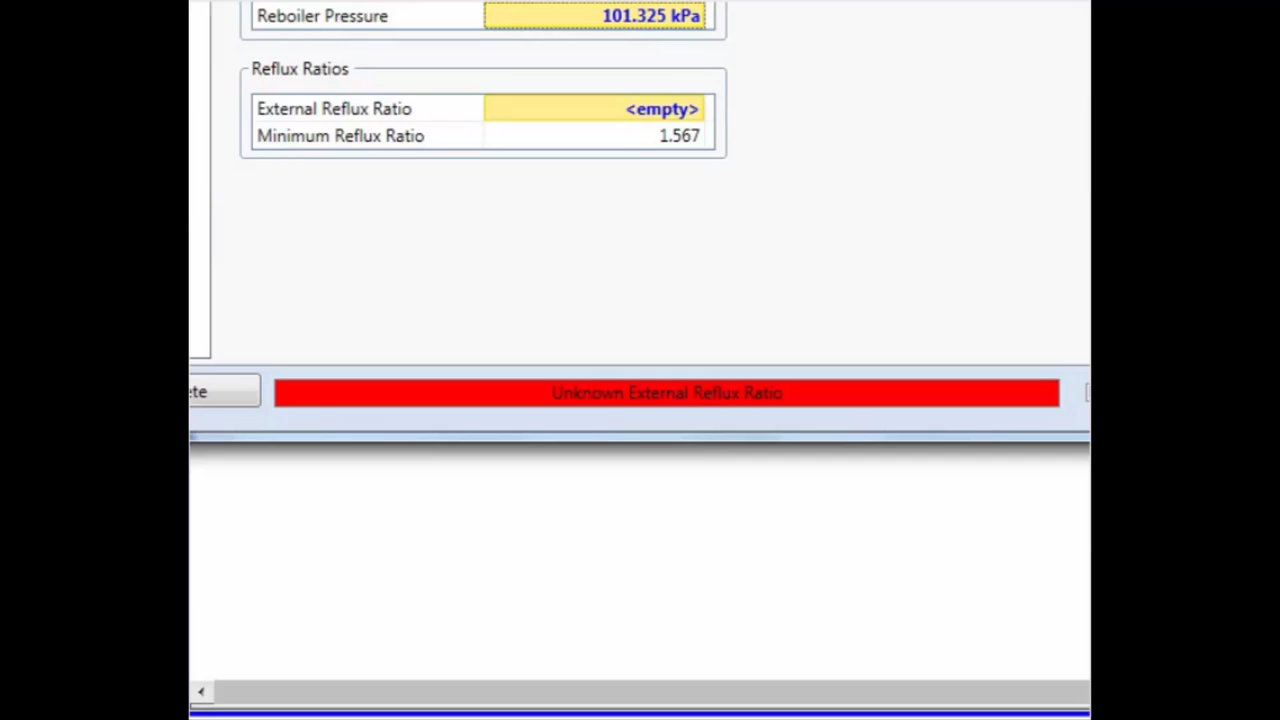 Reboiler Pressure 101.325 kPa
Reflux Ratios
External Reflux Ratio <empty>
Minimum Reflux Ratio 1.567
ete Unknown External Reflux Ratio